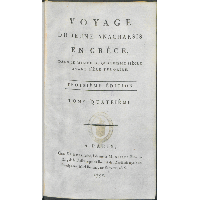 VOYAGE
DU JEUNE ANACHARSIS
EN GRÈCE,
DANS LE MILIEU DU QUATRIÈME SIÈCLE
AVANT L'ÈRE VULGAIRE.
TROISIÈME ÉDITION.
TOME QUATRIÈME.
A PARIS,